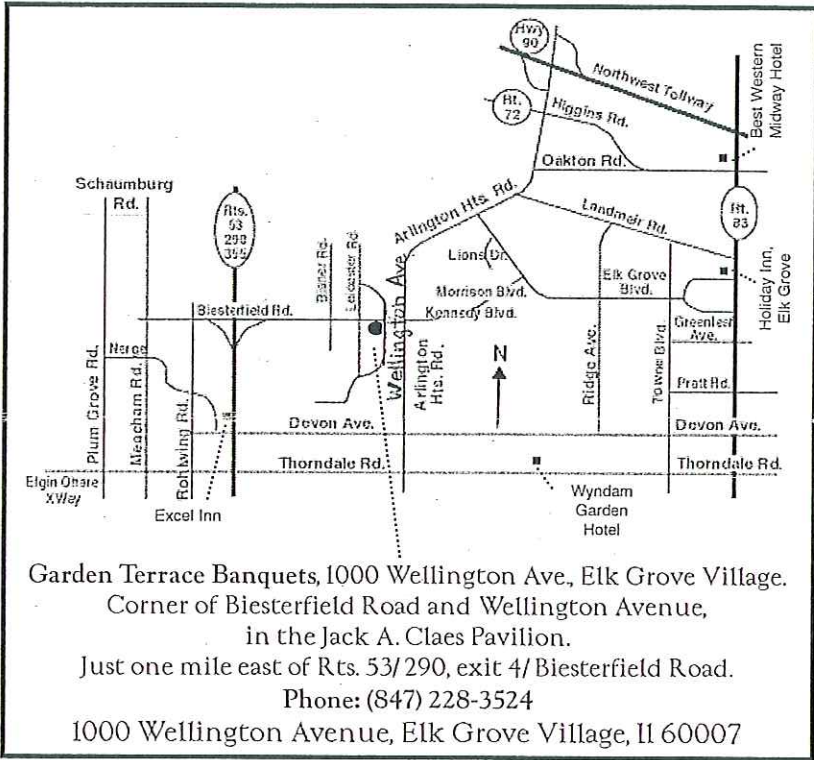 Hwy
90
Northwest Tollway
Best Western
Midway Hotel
Rt.
72
Higgins Rd.
Oakton Rd.
Schaumburg
Rd.
Rts.
53
290
355
Arlington Hts. Rd.
Landmeir Rd.
Rt.
83
Bisner Rd.
Leicester Rd.
Wellington Ave
Lions Dr.
Elk Grove
Blvd.
Holiday Inn,
Elk Grove
Biesterfield Rd.
Morrison Blvd.
Kennedy Blvd.
Greenleaf
Ave.
Nerge
N
Plum Grove Rd.
Meacham Rd.
Rohlwing Rd.
Arlington
Hts. Rd.
Ridge Ave.
Towne Blvd.
Pratt Rd.
Devon Ave.
Devon Ave.
Thorndale Rd.
Thorndale Rd.
Elgin Ohare
XWay
Excel Inn
Wyndam
Garden
Hotel
Garden Terrace Banquets, 1000 Wellington Ave., Elk Grove Village.
Corner of Biesterfield Road and Wellington Avenue,
in the Jack A. Claes Pavilion.
Just one mile east of Rts. 53/290, exit 4/Biesterfield Road.
Phone: (847) 228-3524
1000 Wellington Avenue, Elk Grove Village, Il 60007